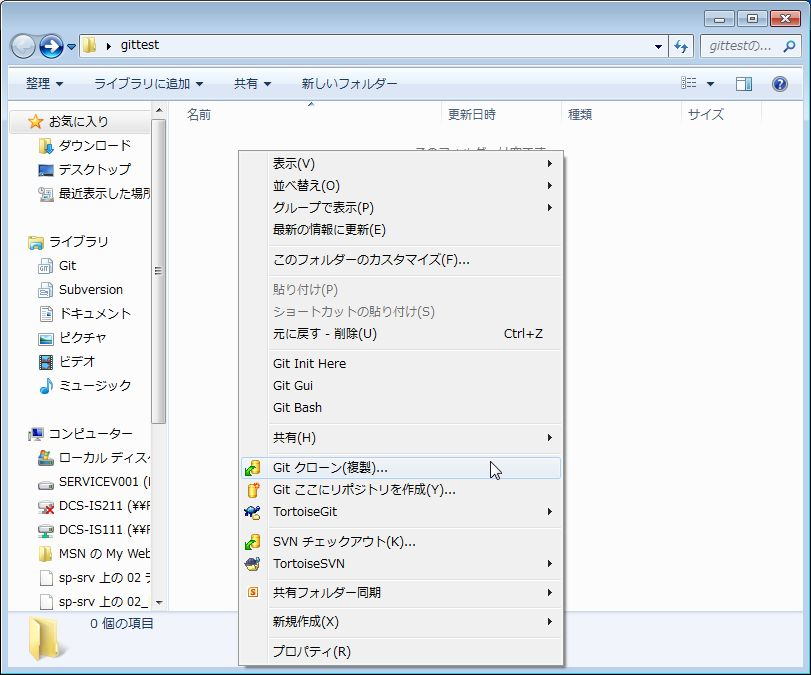 gittest
gittestの...
整理
ライブラリに追加
共有
新しいフォルダー
名前
更新日時
種類
サイズ
お気に入り
ダウンロード
デスクトップ
最近表示した場所
ライブラリ
Git
Subversion
ドキュメント
ピクチャ
ビデオ
ミュージック
コンピューター
ローカル ディス
SERVICEV001 (
DCS-IS211 (¥¥F
DCS-IS111 (¥¥F
MSN の My Web
sp-srv 上の 02
sp-srv 上の 02_
表示(V)
並べ替え(O)
グループで表示(P)
最新の情報に更新(E)
このフォルダーのカスタマイズ(F)...
貼り付け(P)
ショートカットの貼り付け(S)
元に戻す - 削除(U) Ctrl+Z
Git Init Here
Git Gui
Git Bash
共有(H)
Git クローン(複製)...
Git ここにリポジトリを作成(Y)...
TortoiseGit
SVN チェックアウト(K)...
TortoiseSVN
共有フォルダー同期
新規作成(X)
プロパティ(R)
0 個の項目